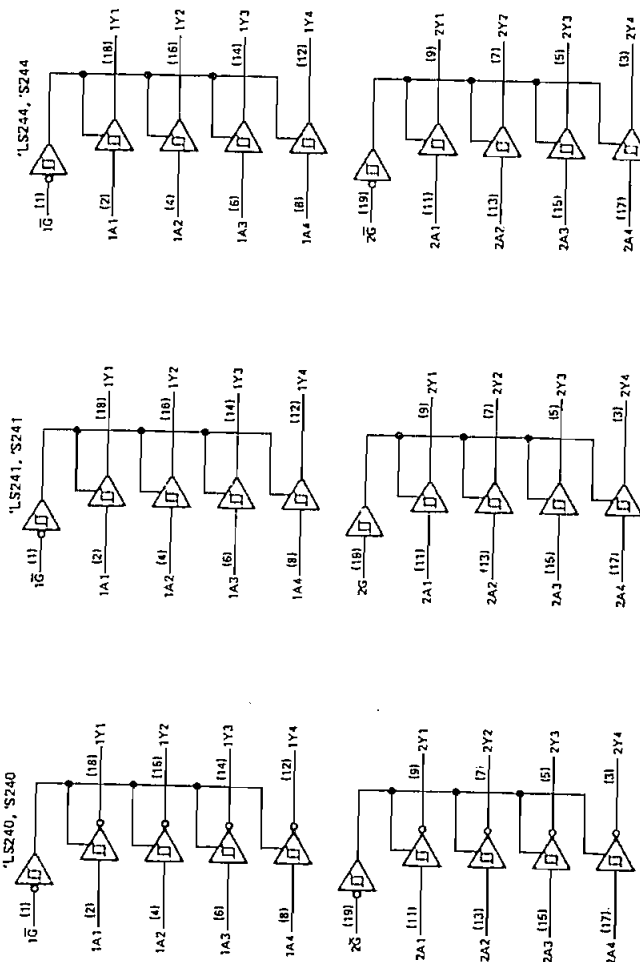 'LS240, 'S240
1G̅ (1)
1A1 (2) (18) 1Y1
1A2 (4) (16) 1Y2
1A3 (6) (14) 1Y3
1A4 (8) (12) 1Y4
2G̅ (19)
2A1 (11) (9) 2Y1
2A2 (13) (7) 2Y2
2A3 (15) (5) 2Y3
2A4 (17) (3) 2Y4
'LS241, 'S241
1G̅ (1)
1A1 (2) (18) 1Y1
1A2 (4) (16) 1Y2
1A3 (6) (14) 1Y3
1A4 (8) (12) 1Y4
2G (19)
2A1 (11) (9) 2Y1
2A2 (13) (7) 2Y2
2A3 (15) (5) 2Y3
2A4 (17) (3) 2Y4
'LS244, 'S244
1G̅ (1)
1A1 (2) (18) 1Y1
1A2 (4) (16) 1Y2
1A3 (6) (14) 1Y3
1A4 (8) (12) 1Y4
2G̅ (19)
2A1 (11) (9) 2Y1
2A2 (13) (7) 2Y2
2A3 (15) (5) 2Y3
2A4 (17) (3) 2Y4